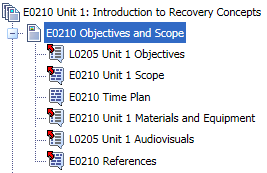 E0210 Unit 1: Introduction to Recovery Concepts
E0210 Objectives and Scope
L0205 Unit 1 Objectives
E0210 Unit 1 Scope
E0210 Time Plan
E0210 Unit 1 Materials and Equipment
L0205 Unit 1 Audiovisuals
E0210 References